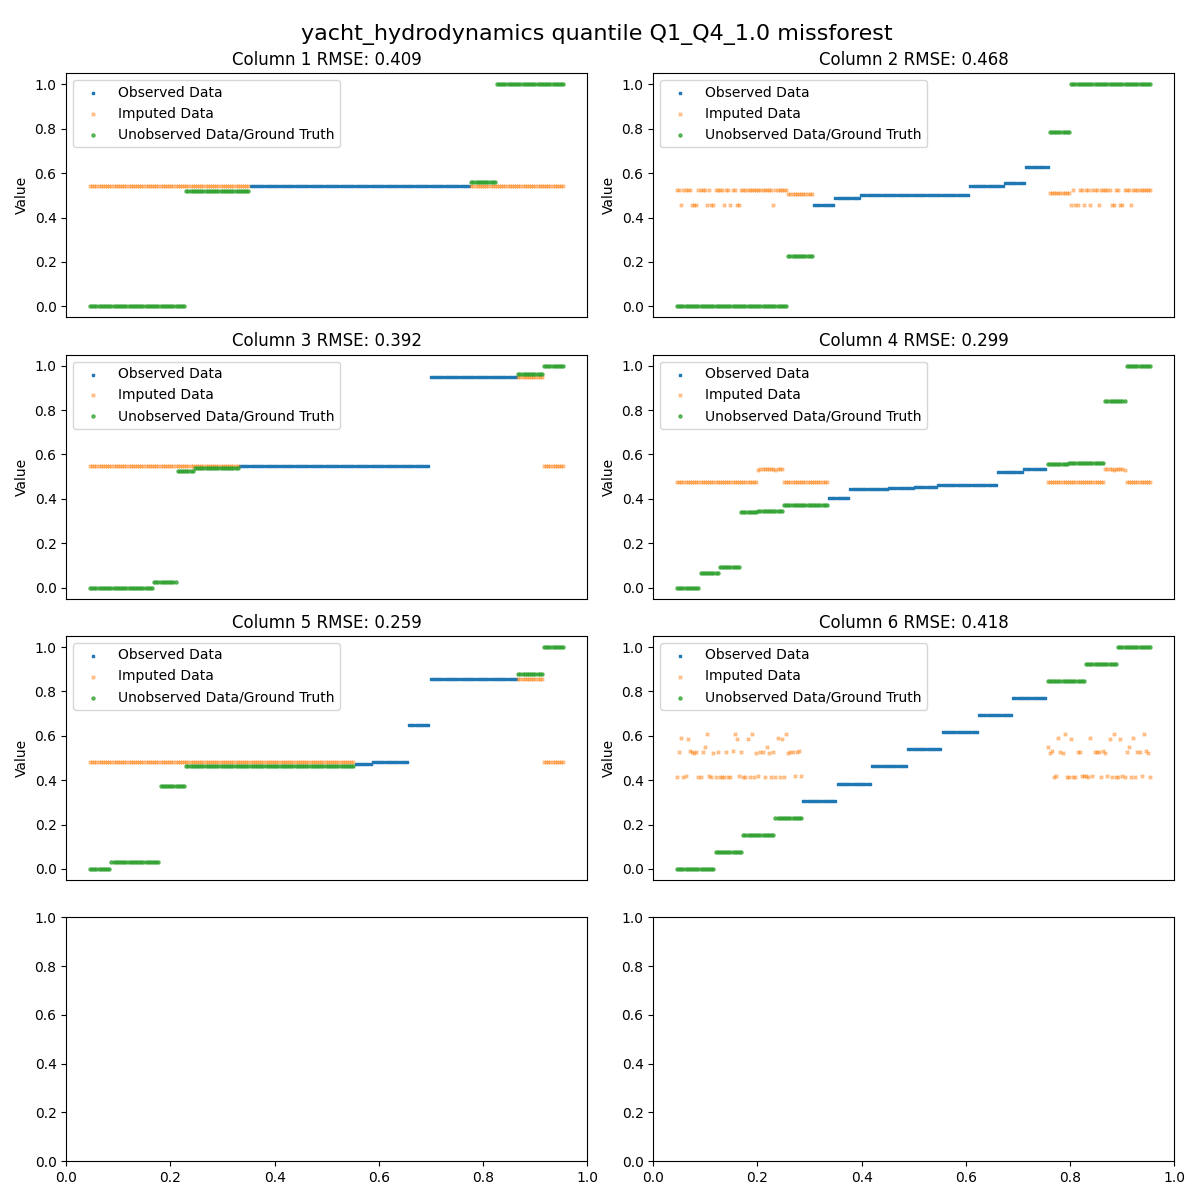 yacht_hydrodynamics quantile Q1_Q4_1.0 missforest
Column 1 RMSE: 0.409
Observed Data
Imputed Data
Unobserved Data/Ground Truth
Value
1.0
0.8
0.6
0.4
0.2
0.0
Column 2 RMSE: 0.468
Observed Data
Imputed Data
Unobserved Data/Ground Truth
Value
1.0
0.8
0.6
0.4
0.2
0.0
Column 3 RMSE: 0.392
Observed Data
Imputed Data
Unobserved Data/Ground Truth
Value
1.0
0.8
0.6
0.4
0.2
0.0
Column 4 RMSE: 0.299
Observed Data
Imputed Data
Unobserved Data/Ground Truth
Value
1.0
0.8
0.6
0.4
0.2
0.0
Column 5 RMSE: 0.259
Observed Data
Imputed Data
Unobserved Data/Ground Truth
Value
1.0
0.8
0.6
0.4
0.2
0.0
Column 6 RMSE: 0.418
Observed Data
Imputed Data
Unobserved Data/Ground Truth
Value
1.0
0.8
0.6
0.4
0.2
0.0
1.0
0.8
0.6
0.4
0.2
0.0
0.0 0.2 0.4 0.6 0.8 1.0
1.0
0.8
0.6
0.4
0.2
0.0
0.0 0.2 0.4 0.6 0.8 1.0